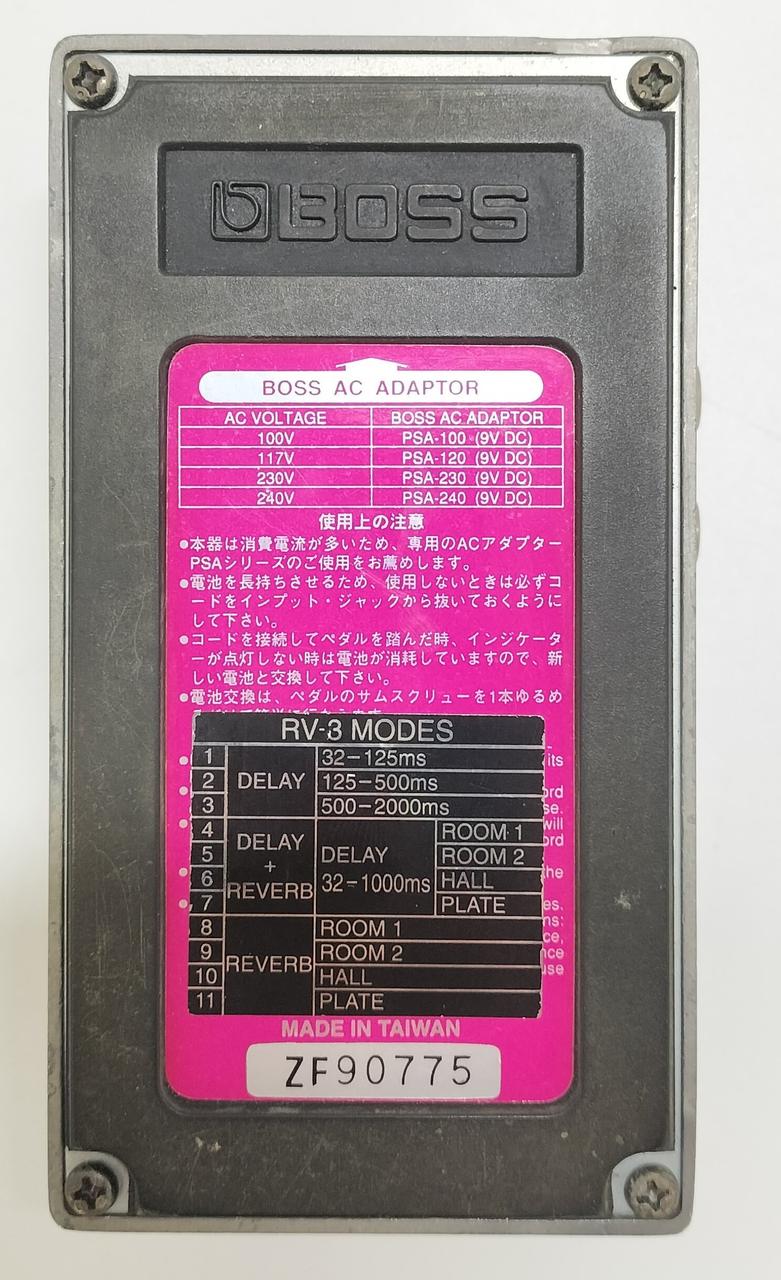 BOSS
BOSS AC ADAPTOR
AC VOLTAGE BOSS AC ADAPTOR
100V PSA-100 (9V DC)
117V PSA-120 (9V DC)
230V PSA-230 (9V DC)
240V PSA-240 (9V DC)
使用上の注意
●本器は消費電流が多いため、専用のACアダプター
PSAシリーズのご使用をお薦めします。
●電池を長持ちさせるため、使用しないときは必ずコ
ードをインプット・ジャックから抜いておくように
して下さい。
●コードを接続してペダルを踏んだ時、インジケータ
ーが点灯しない時は電池が消耗していますので、新
しい電池と交換して下さい。
●電池交換は、ペダルのサムスクリューを1本ゆるめ
RV-3 MODES
1 DELAY 32-125ms
2 125-500ms
3 500-2000ms
4 DELAY + REVERB DELAY 32-1000ms ROOM 1
5 ROOM 2
6 HALL
7 PLATE
8 REVERB ROOM 1
9 ROOM 2
10 HALL
11 PLATE
MADE IN TAIWAN
ZF90775